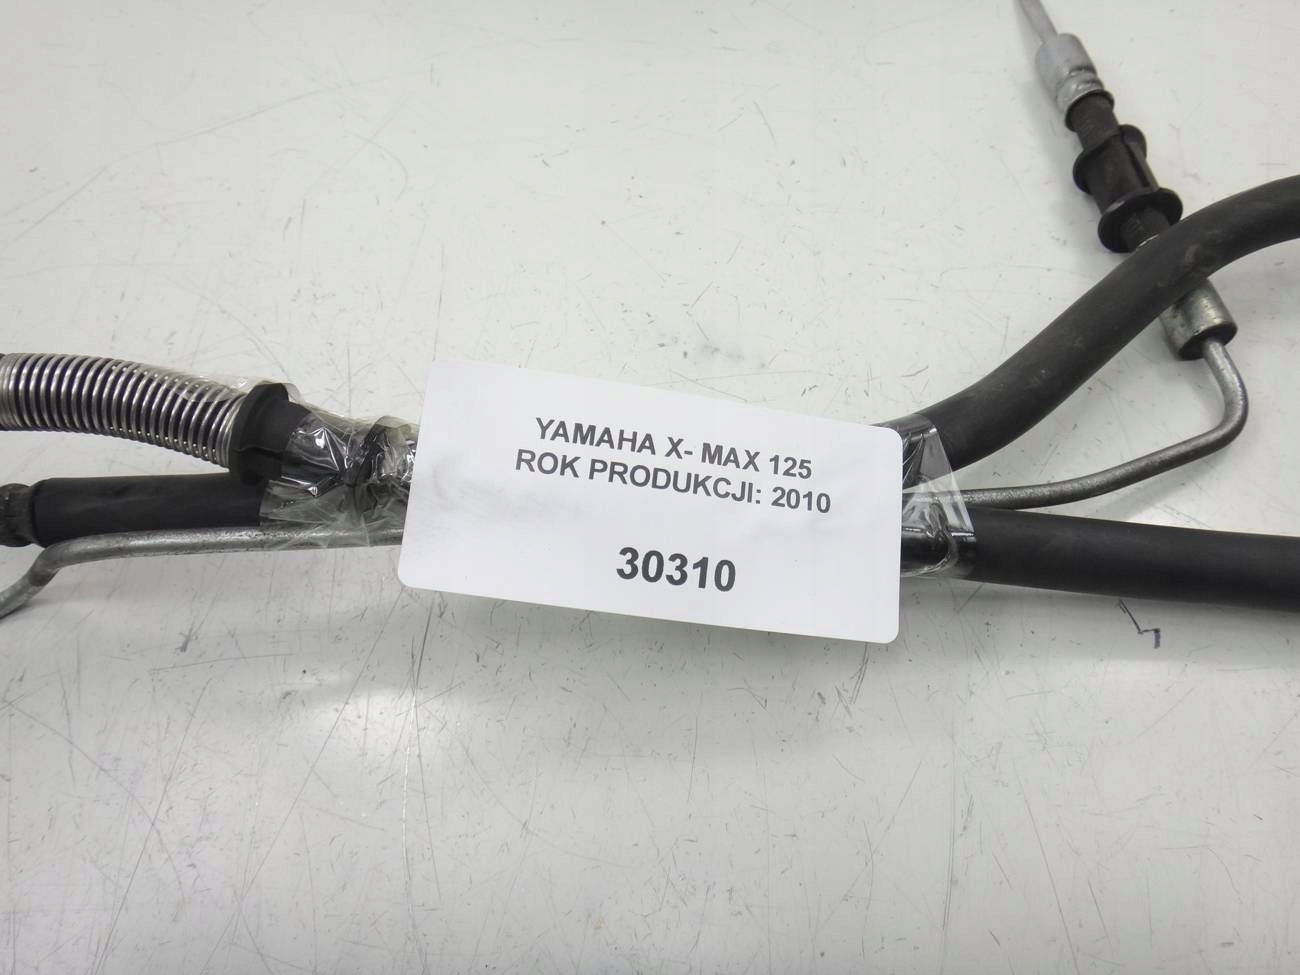 YAMAHA X- MAX 125
ROK PRODUKCJI: 2010
30310